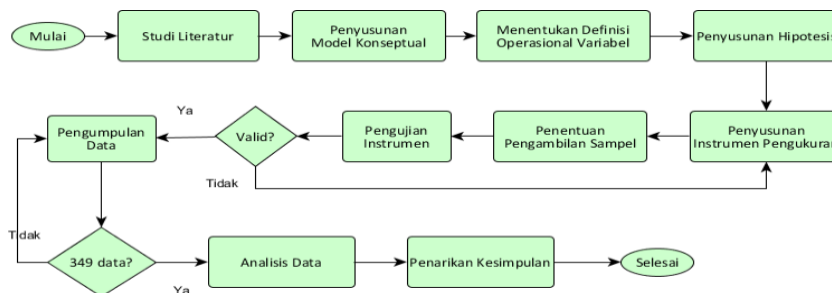 Mulai
Studi Literatur
Penyusunan
Model Konseptual
Menentukan Definisi
Operasional Variabel
Penyusunan Hipotesis
Ya
Pengumpulan
Data
Valid?
Pengujian
Instrumen
Penentuan
Pengambilan Sampel
Penyusunan
Instrumen Pengukuran
Tidak
Tidak
349 data?
Ya
Analisis Data
Penarikan Kesimpulan
Selesai